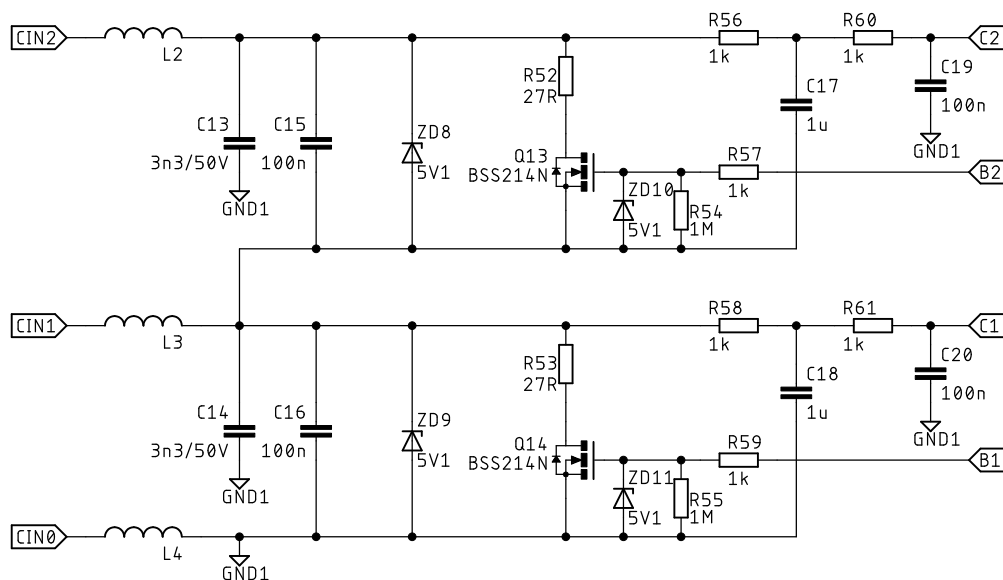 R56
R60
CIN2
C2
L2
1k
1k
R52
27R
C17
1u
C19
100n
C13
3n3/50V
C15
100n
ZD8
5V1
Q13
BSS214N
GND1
R57
1k
B2
ZD10
5V1
R54
1M
GND1
R58
R61
CIN1
C1
L3
1k
1k
R53
27R
C18
1u
C20
100n
C14
3n3/50V
C16
100n
ZD9
5V1
Q14
BSS214N
GND1
R59
1k
B1
ZD11
5V1
R55
1M
GND1
CIN0
L4
GND1